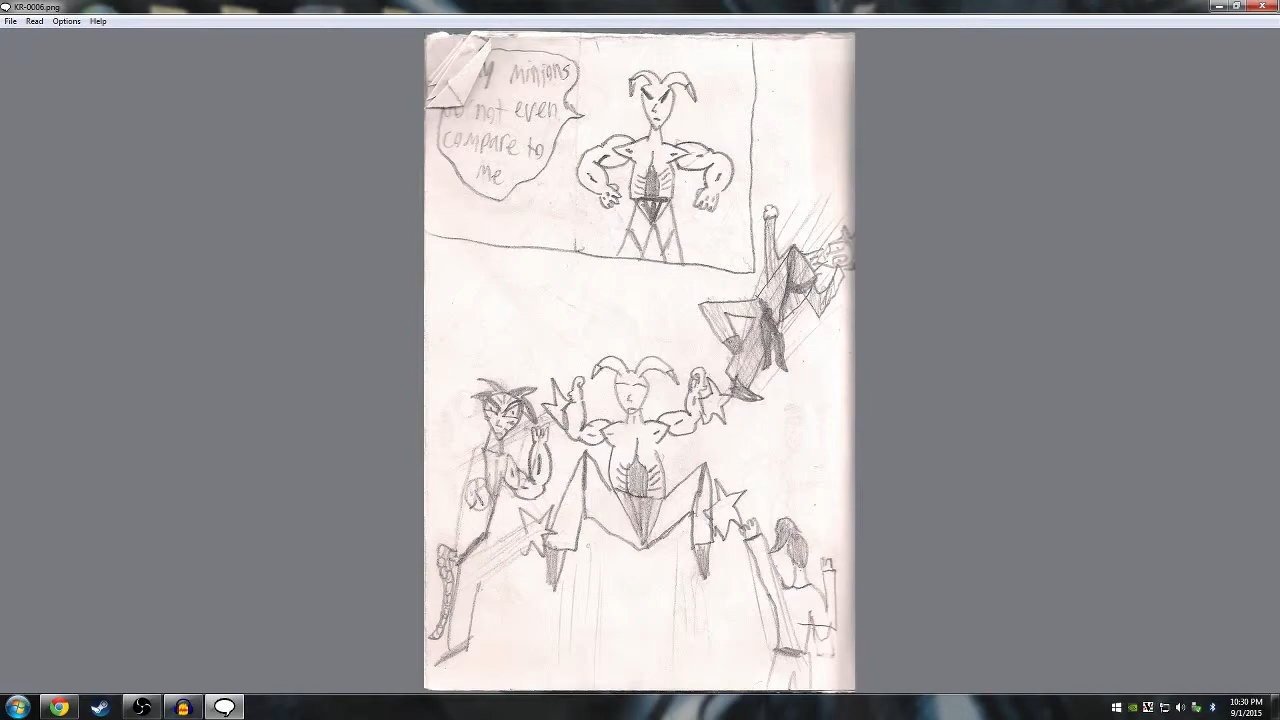 KR-0006.png
File Read Options Help
minions
not even
compare to
me
10:30 PM
9/1/2015